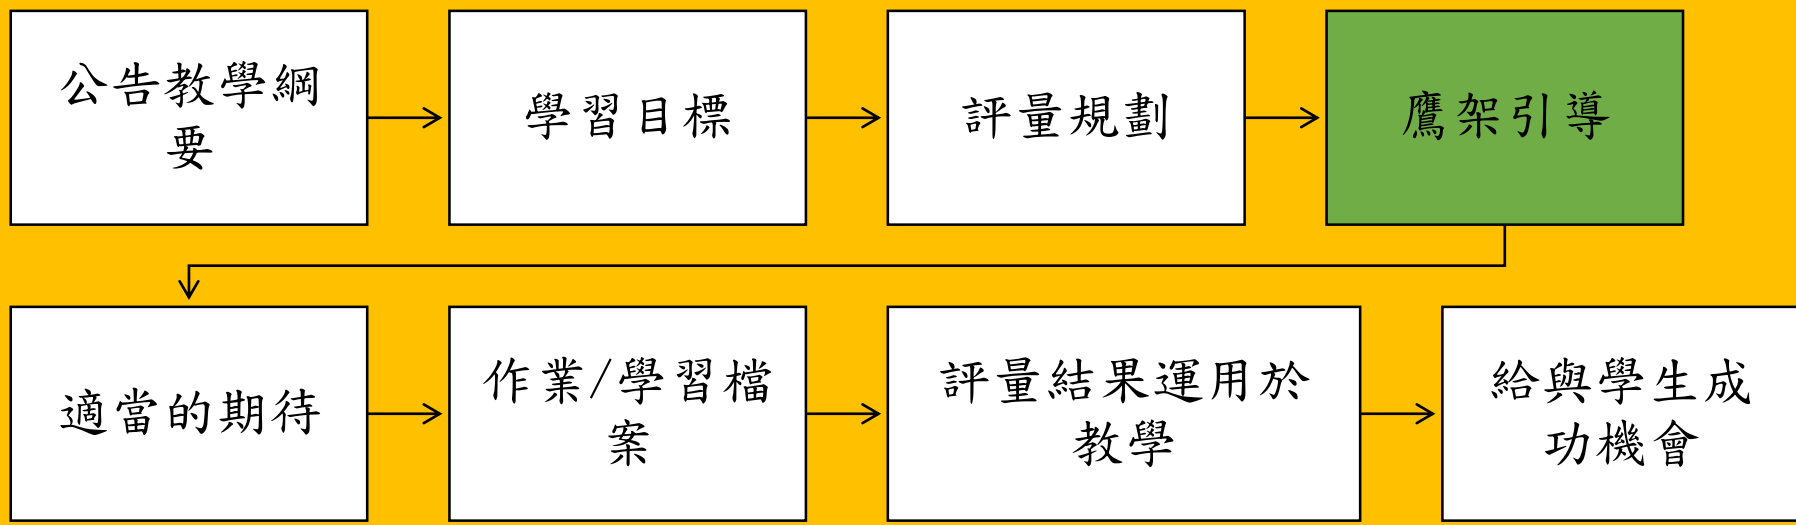 公告教學綱
要
學習目標
評量規劃
鷹架引導
適當的期待
作業/學習檔
案
評量結果運用於
教學
給與學生成
功機會